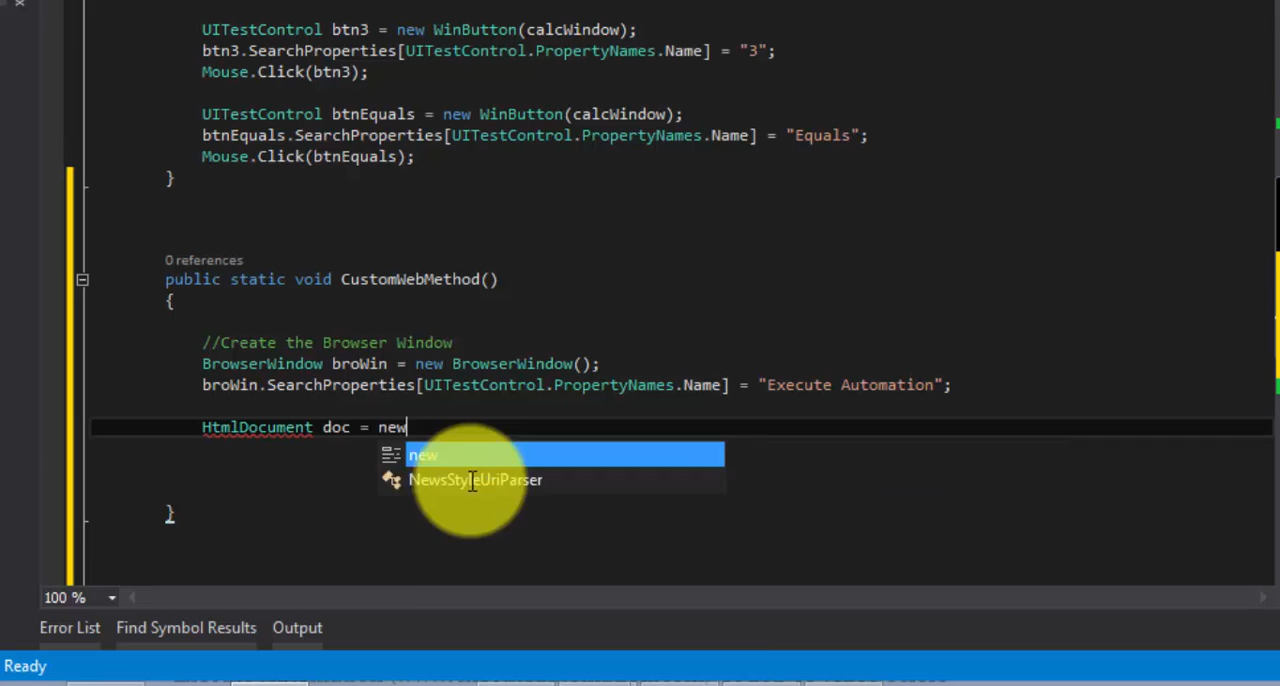 UITestControl btn3 = new WinButton(calcWindow);
btn3.SearchProperties[UITestControl.PropertyNames.Name] = "3";
Mouse.Click(btn3);
UITestControl btnEquals = new WinButton(calcWindow);
btnEquals.SearchProperties[UITestControl.PropertyNames.Name] = "Equals";
Mouse.Click(btnEquals);
}
0 references
public static void CustomWebMethod()
{
//Create the Browser Window
BrowserWindow broWin = new BrowserWindow();
broWin.SearchProperties[UITestControl.PropertyNames.Name] = "Execute Automation";
HtmlDocument doc = new
new
NewsStyleUriParser
}
100 %
Error List Find Symbol Results Output
Ready